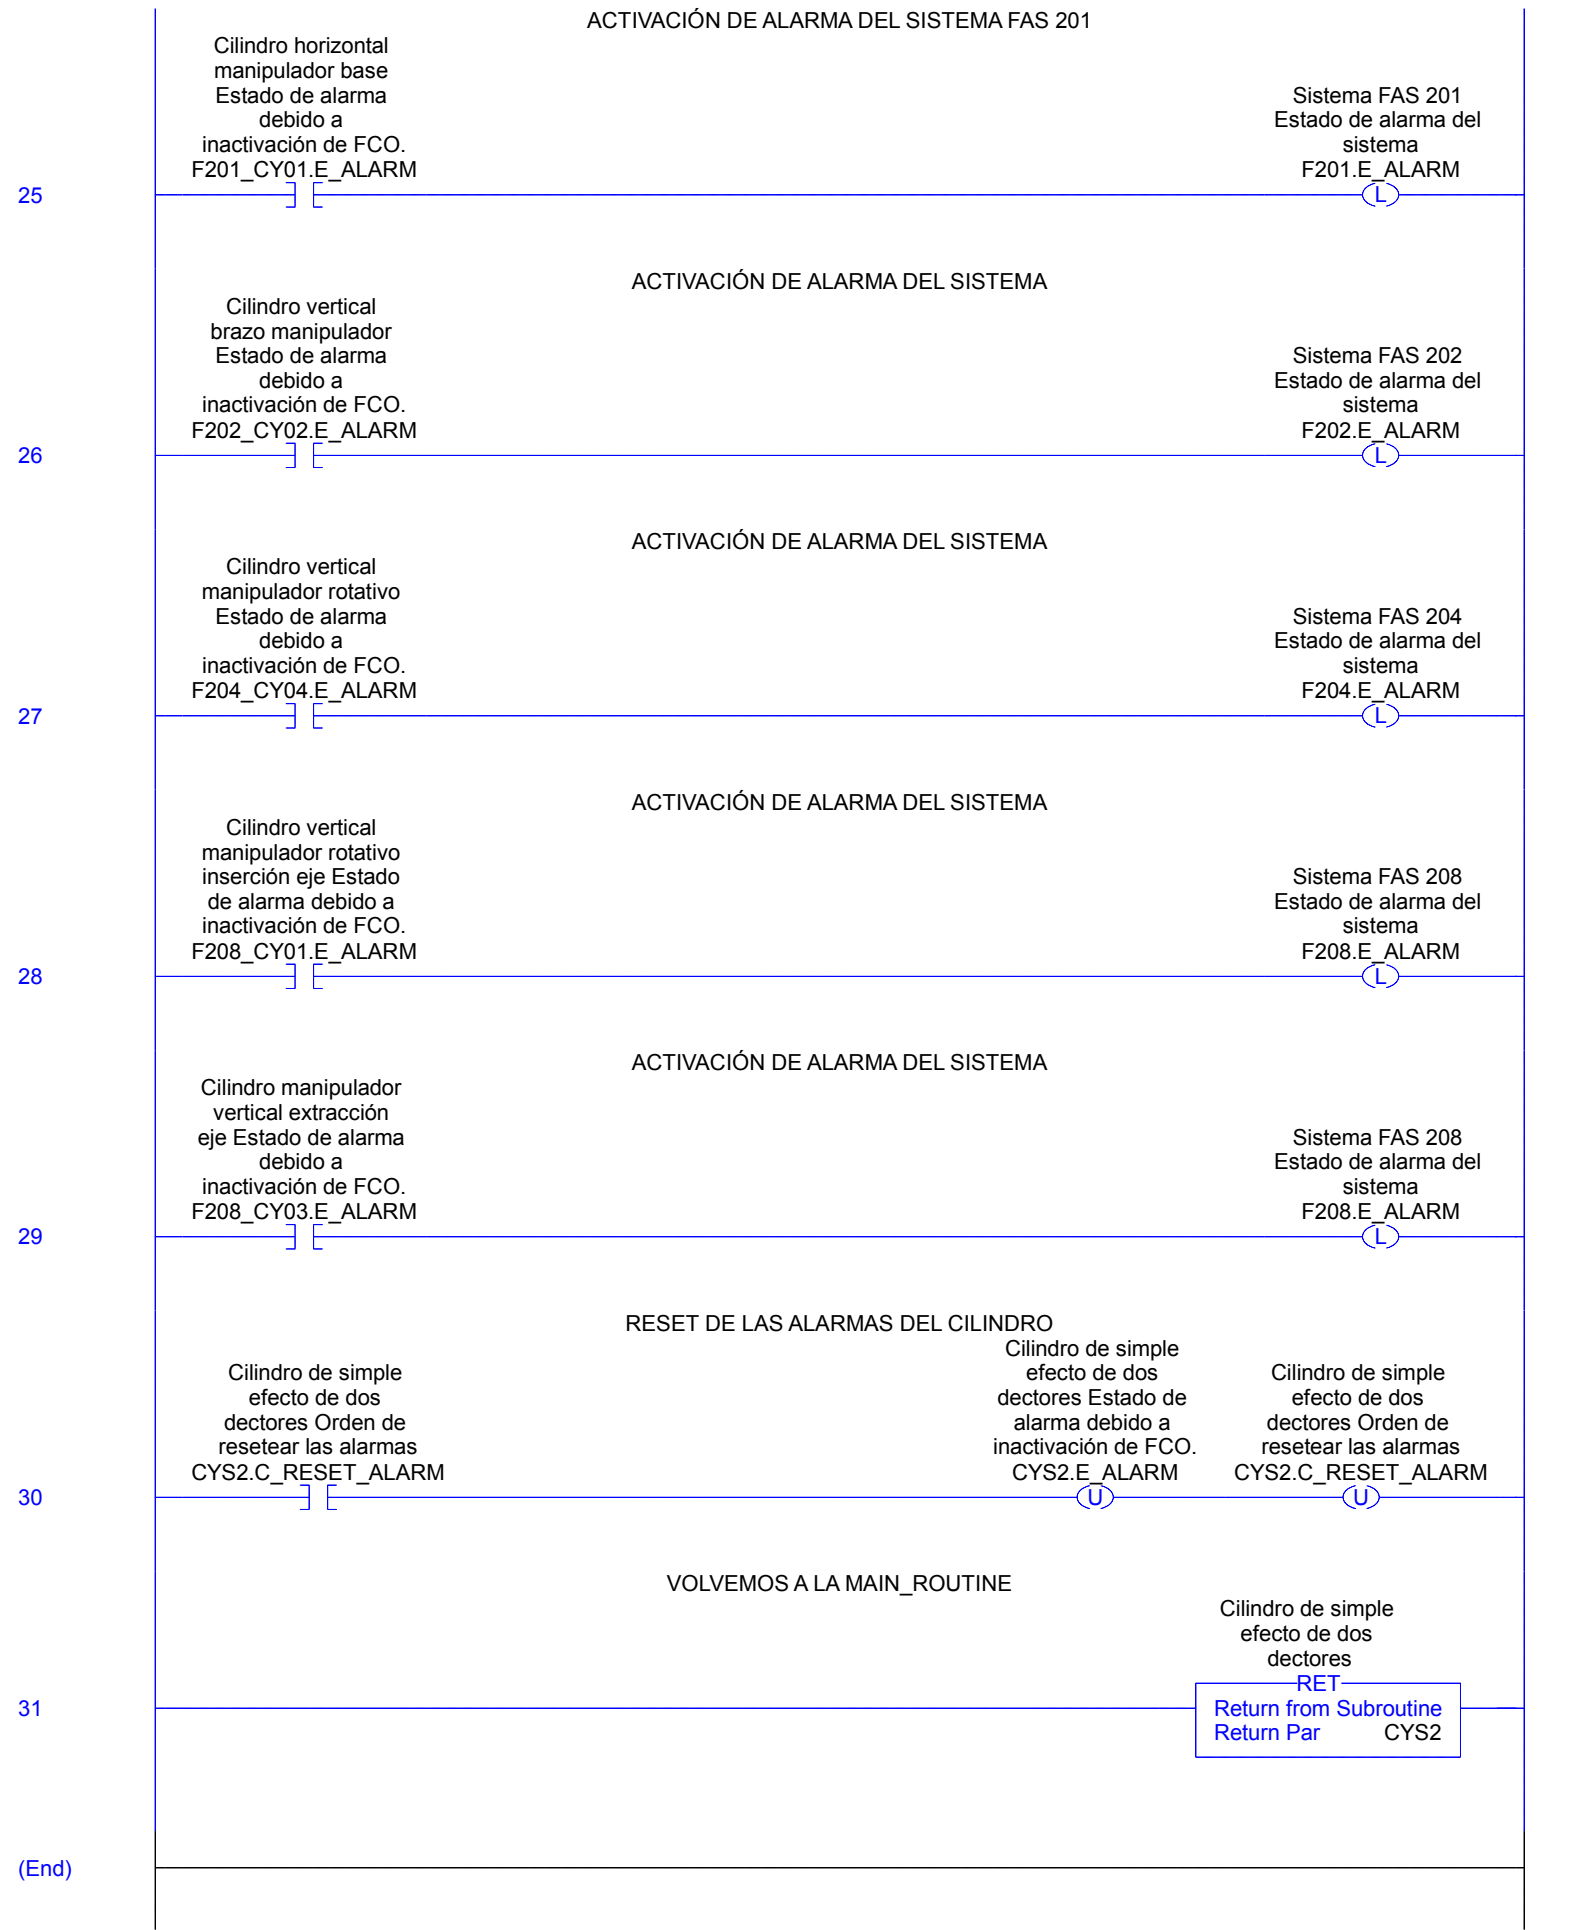 ACTIVACIÓN DE ALARMA DEL SISTEMA FAS 201
Cilindro horizontal
manipulador base
Estado de alarma
debido a
inactivación de FCO.
F201_CY01.E_ALARM
Sistema FAS 201
Estado de alarma del
sistema
F201.E_ALARM
L
25
ACTIVACIÓN DE ALARMA DEL SISTEMA
Cilindro vertical
brazo manipulador
Estado de alarma
debido a
inactivación de FCO.
F202_CY02.E_ALARM
Sistema FAS 202
Estado de alarma del
sistema
F202.E_ALARM
L
26
ACTIVACIÓN DE ALARMA DEL SISTEMA
Cilindro vertical
manipulador rotativo
Estado de alarma
debido a
inactivación de FCO.
F204_CY04.E_ALARM
Sistema FAS 204
Estado de alarma del
sistema
F204.E_ALARM
L
27
ACTIVACIÓN DE ALARMA DEL SISTEMA
Cilindro vertical
manipulador rotativo
inserción eje Estado
de alarma debido a
inactivación de FCO.
F208_CY01.E_ALARM
Sistema FAS 208
Estado de alarma del
sistema
F208.E_ALARM
L
28
ACTIVACIÓN DE ALARMA DEL SISTEMA
Cilindro manipulador
vertical extracción
eje Estado de alarma
debido a
inactivación de FCO.
F208_CY03.E_ALARM
Sistema FAS 208
Estado de alarma del
sistema
F208.E_ALARM
L
29
RESET DE LAS ALARMAS DEL CILINDRO
Cilindro de simple
efecto de dos
dectores Orden de
resetear las alarmas
CYS2.C_RESET_ALARM
Cilindro de simple
efecto de dos
dectores Estado de
alarma debido a
inactivación de FCO.
CYS2.E_ALARM
U
Cilindro de simple
efecto de dos
dectores Orden de
resetear las alarmas
CYS2.C_RESET_ALARM
U
30
VOLVEMOS A LA MAIN_ROUTINE
Cilindro de simple
efecto de dos
dectores
RET
Return from Subroutine
Return Par CYS2
31
(End)